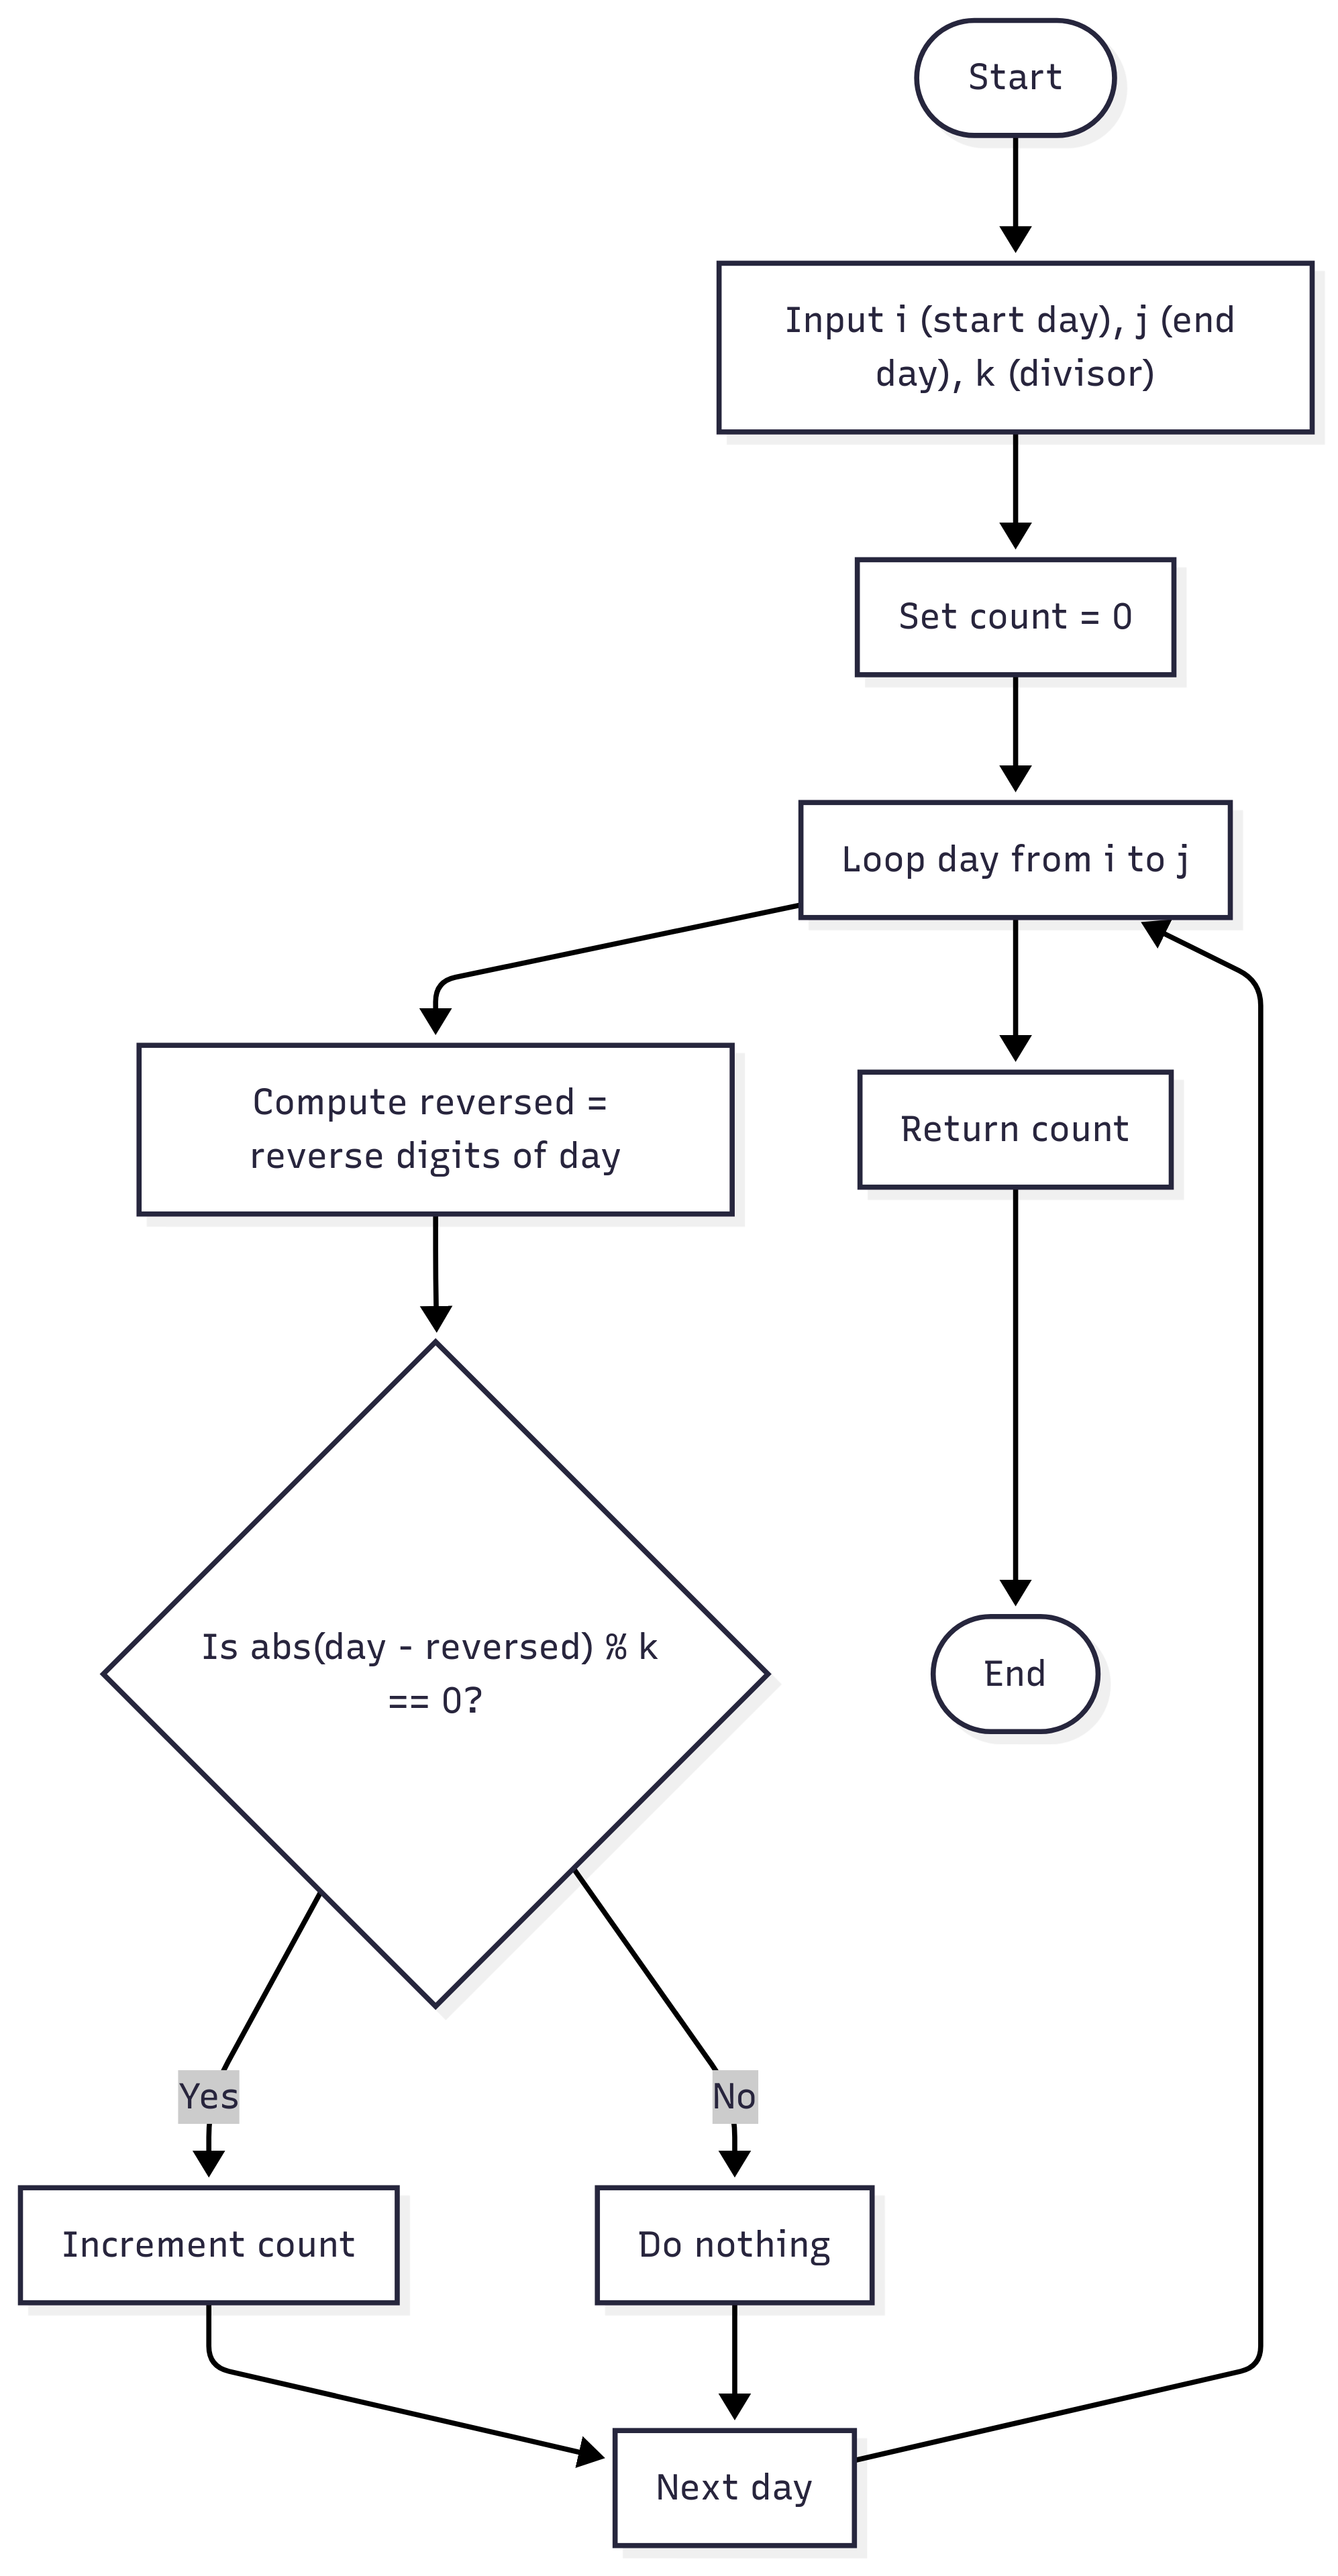 Start
Input i (start day), j (end
day), k (divisor)
Set count = 0
Loop day from i to j
Compute reversed =
reverse digits of day
Return count
Is abs(day - reversed) % k
== 0?
End
Yes
No
Increment count
Do nothing
Next day